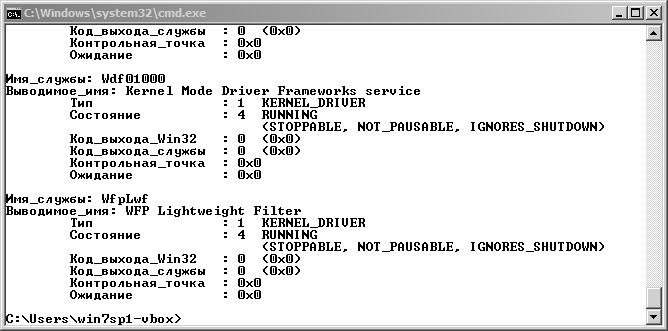 C:\Windows\system32\cmd.exe
Код_выхода_службы : 0 (0x0)
Контрольная_точка : 0x0
Ожидание : 0x0
Имя_службы: Wdf01000
Выводимое_имя: Kernel Mode Driver Frameworks service
Тип : 1 KERNEL_DRIVER
Состояние : 4 RUNNING
(STOPPABLE, NOT_PAUSABLE, IGNORES_SHUTDOWN)
Код_выхода_Win32 : 0 (0x0)
Код_выхода_службы : 0 (0x0)
Контрольная_точка : 0x0
Ожидание : 0x0
Имя_службы: WfpLwf
Выводимое_имя: WFP Lightweight Filter
Тип : 1 KERNEL_DRIVER
Состояние : 4 RUNNING
(STOPPABLE, NOT_PAUSABLE, IGNORES_SHUTDOWN)
Код_выхода_Win32 : 0 (0x0)
Код_выхода_службы : 0 (0x0)
Контрольная_точка : 0x0
Ожидание : 0x0
C:\Users\win7sp1-vbox>